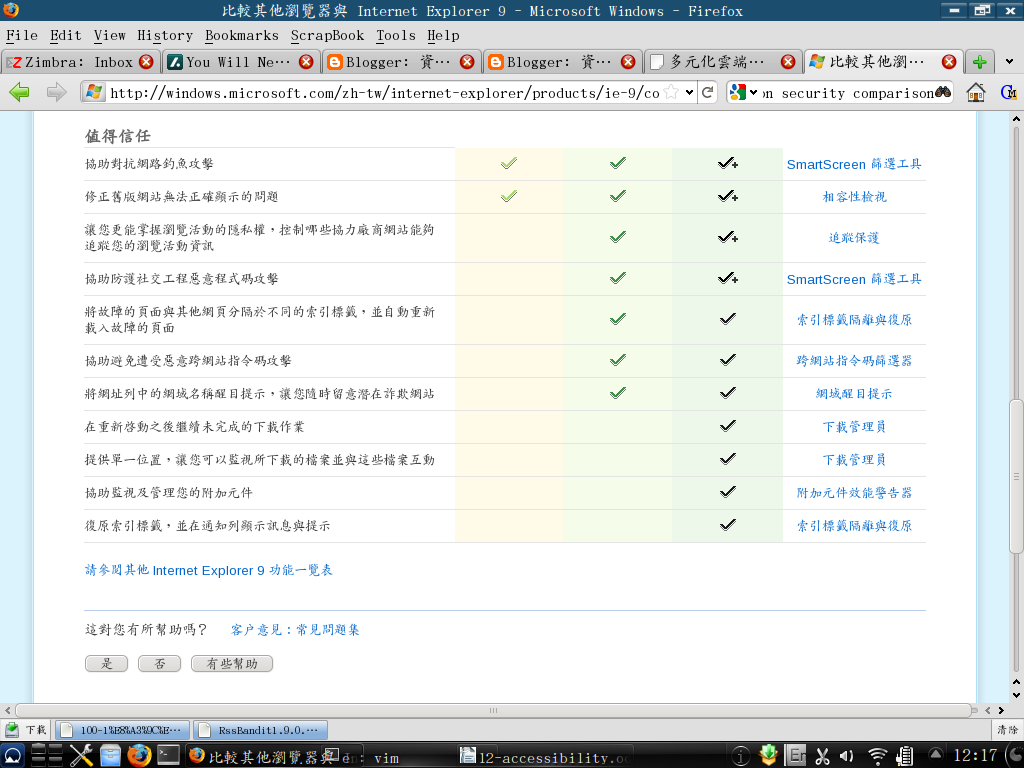 比較其他瀏覽器與 Internet Explorer 9 - Microsoft Windows - Firefox
File Edit View History Bookmarks ScrapBook Tools Help
Zimbra: Inbox
You Will Ne…
Blogger: 資…
Blogger: 資…
多元化雲端…
比較其他瀏…
http://windows.microsoft.com/zh-tw/internet-explorer/products/ie-9/co
n security comparison
值得信任
協助對抗網路釣魚攻擊 SmartScreen 篩選工具
修正舊版網站無法正確顯示的問題 相容性檢視
讓您更能掌握瀏覽活動的隱私權，控制哪些協力廠商網站能夠
追蹤您的瀏覽活動資訊 追蹤保護
協助防護社交工程惡意程式碼攻擊 SmartScreen 篩選工具
將故障的頁面與其他網頁分隔於不同的索引標籤，並自動重新
載入故障的頁面 索引標籤隔離與復原
協助避免遭受惡意跨網站指令碼攻擊 跨網站指令碼篩選器
將網址列中的網域名稱醒目提示，讓您隨時留意潛在詐欺網站 網域醒目提示
在重新啓動之後繼續未完成的下載作業 下載管理員
提供單一位置，讓您可以監視所下載的檔案並與這些檔案互動 下載管理員
協助監視及管理您的附加元件 附加元件效能警告器
復原索引標籤，並在通知列顯示訊息與提示 索引標籤隔離與復原
請參閱其他 Internet Explorer 9 功能一覽表
這對您有所幫助嗎？ 客户意見：常見問題集
是 否 有些幫助
下載 100-1%E8%A3%9C%E… RssBandit1.9.0.… 清除
比較其他瀏覽器與 : vim 12-accessibility.o En 12:17